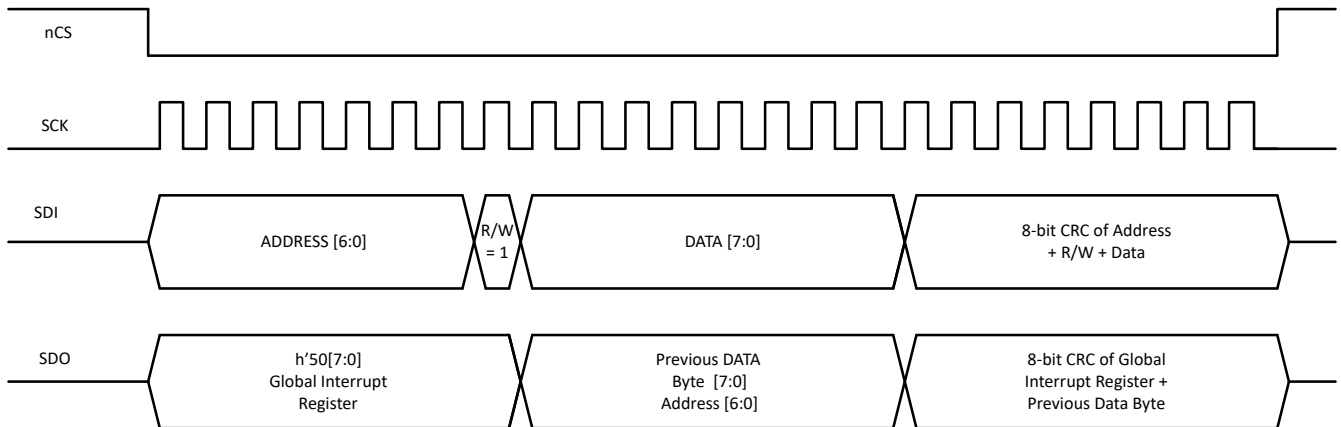 nCS
SCK
SDI
ADDRESS [6:0]
R/W
= 1
DATA [7:0]
8-bit CRC of Address
+ R/W + Data
SDO
h'50[7:0]
Global Interrupt
Register
Previous DATA
Byte [7:0]
Address [6:0]
8-bit CRC of Global
Interrupt Register +
Previous Data Byte